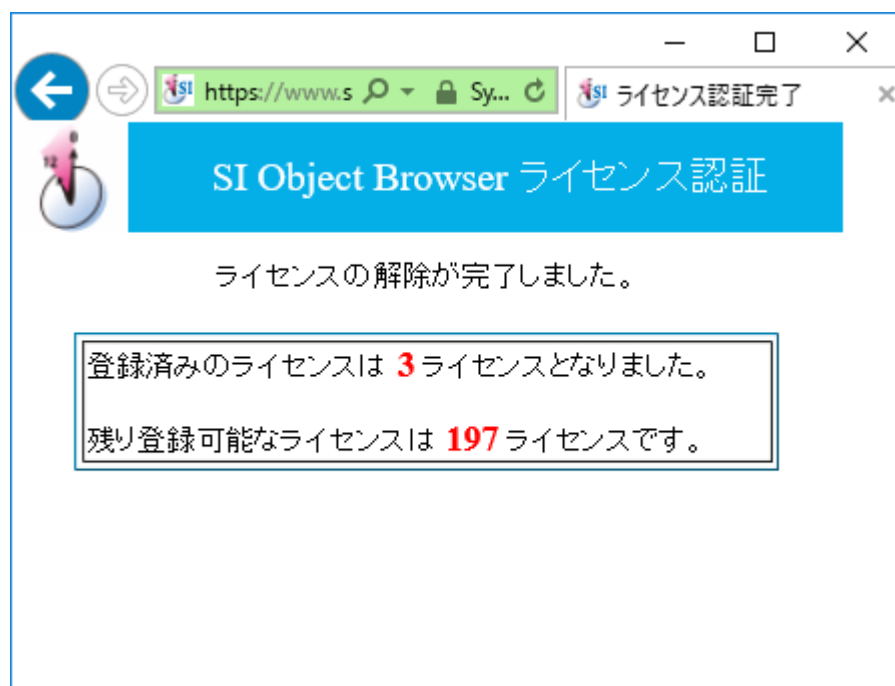 https://www.s
Sy...
ライセンス認証完了
SI
SI
12
0
SI Object Browser ライセンス認証
ライセンスの解除が完了しました。
登録済みのライセンスは 3 ライセンスとなりました。
残り登録可能なライセンスは 197 ライセンスです。